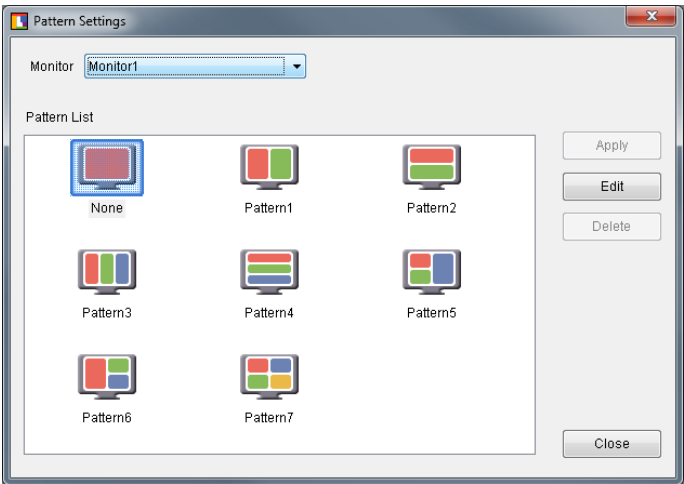 Pattern Settings
Monitor Monitor1
Pattern List
None Pattern1 Pattern2
Pattern3 Pattern4 Pattern5
Pattern6 Pattern7
Apply
Edit
Delete
Close